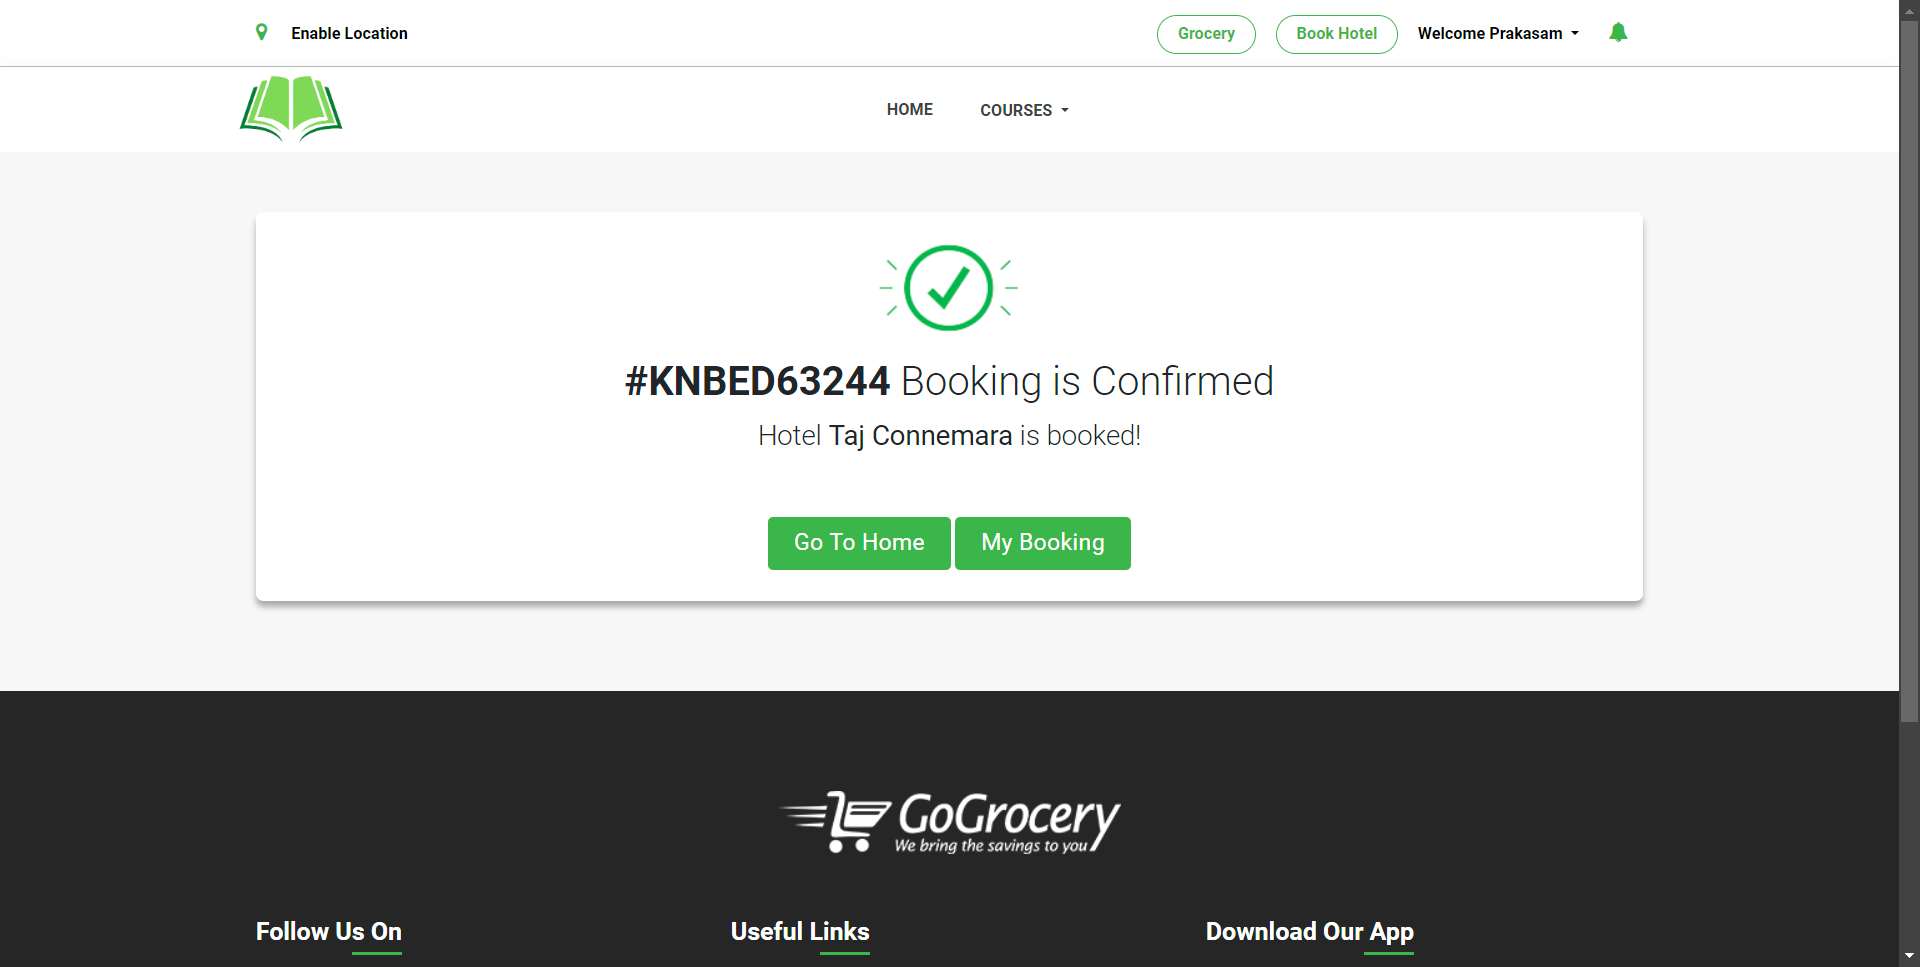 Enable Location
Grocery
Book Hotel
Welcome Prakasam
HOME
COURSES
#KNBED63244 Booking is Confirmed
Hotel Taj Connemara is booked!
Go To Home
My Booking
GoGrocery
We bring the savings to you
Follow Us On
Useful Links
Download Our App